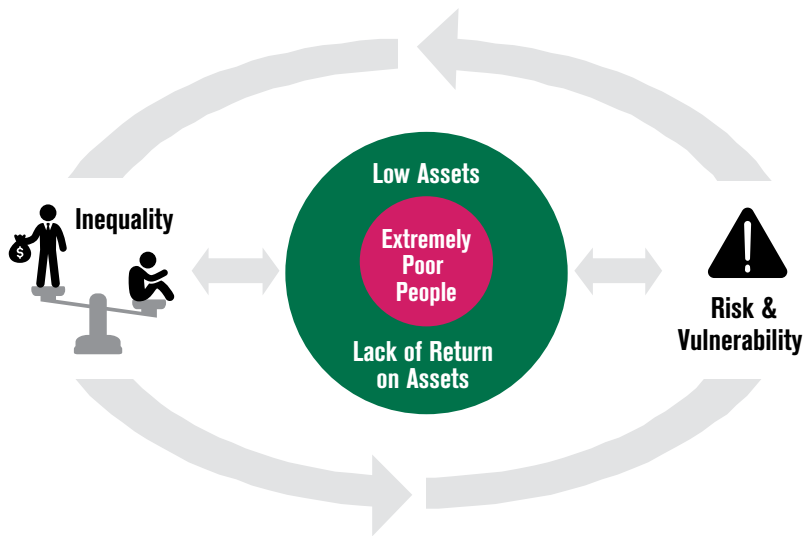 Inequality
$
Low Assets
Extremely
Poor
People
Lack of Return
on Assets
Risk &
Vulnerability